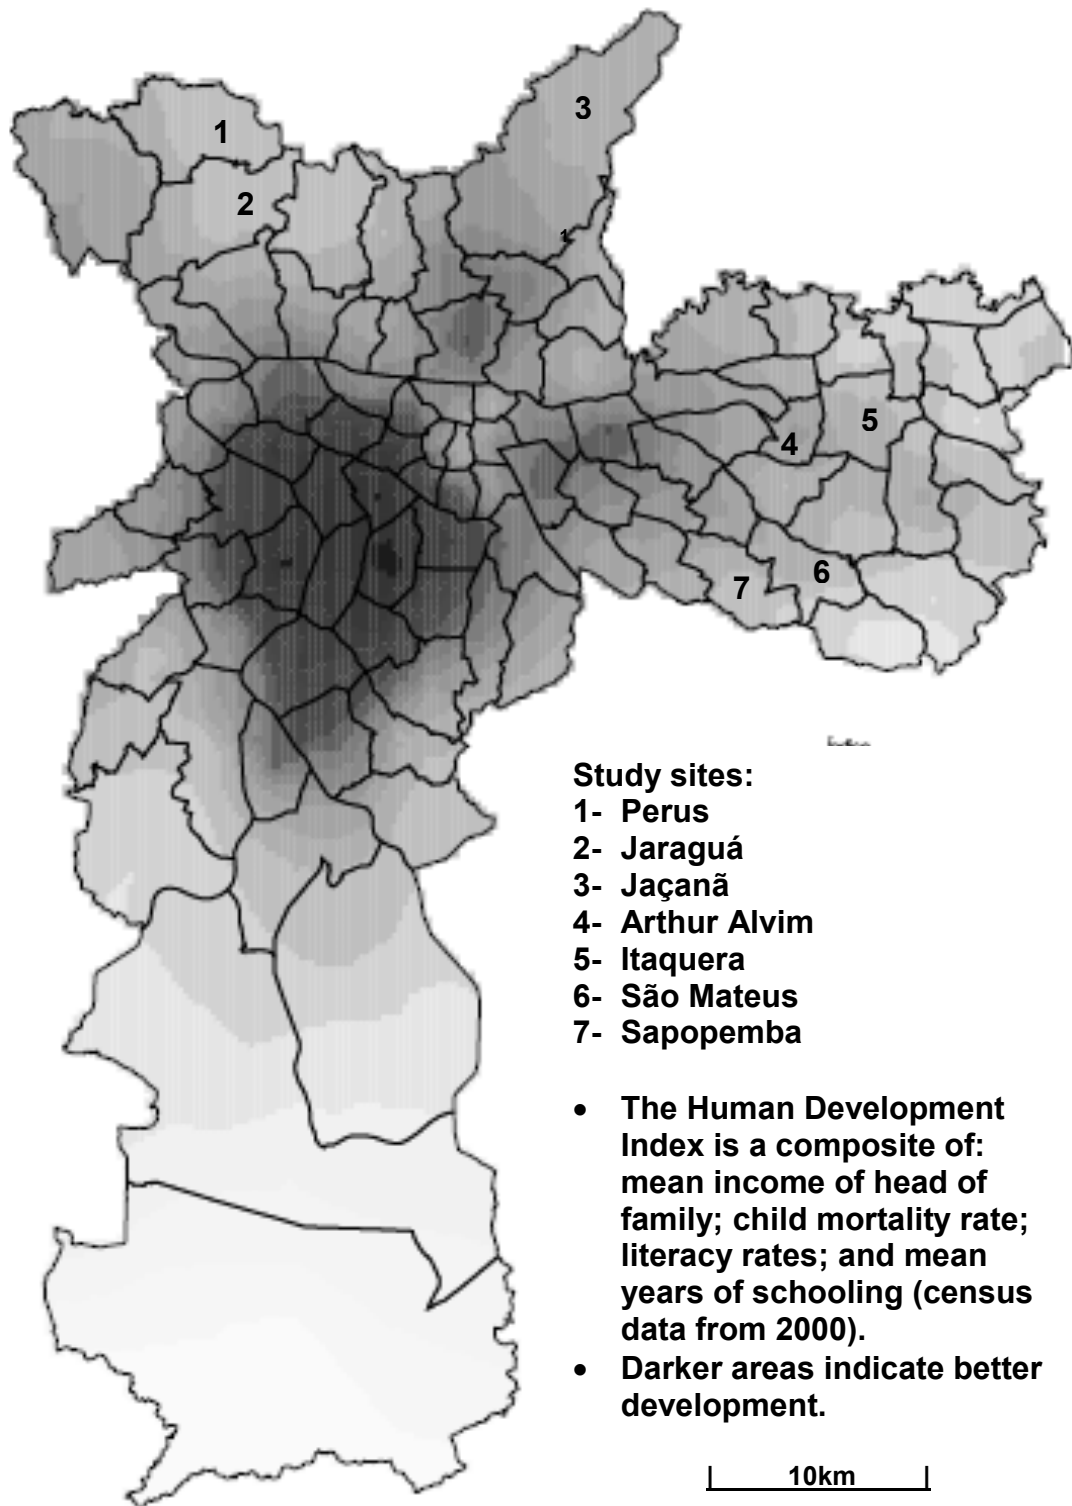 3
1
2
1
5
4
6
7
Study sites:
1- Perus
2- Jaraguá
3- Jaçanã
4- Arthur Alvim
5- Itaquera
6- São Mateus
7- Sapopemba
• The Human Development
Index is a composite of:
mean income of head of
family; child mortality rate;
literacy rates; and mean
years of schooling (census
data from 2000).
• Darker areas indicate better
development.
10km